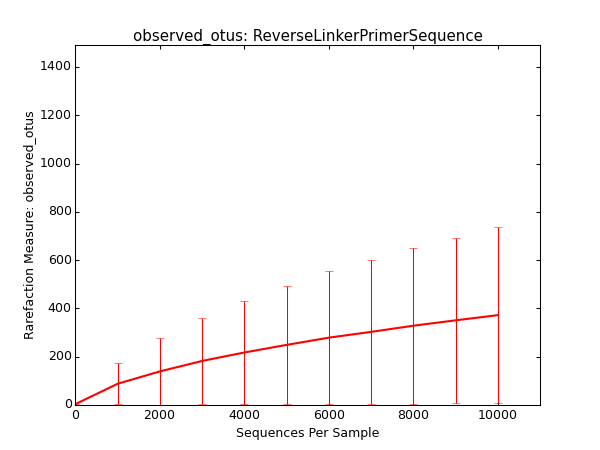 observed_otus: ReverseLinkerPrimerSequence
1400
1200
1000
800
600
400
200
0
Rarefaction Measure: observed_otus
0 2000 4000 6000 8000 10000
Sequences Per Sample